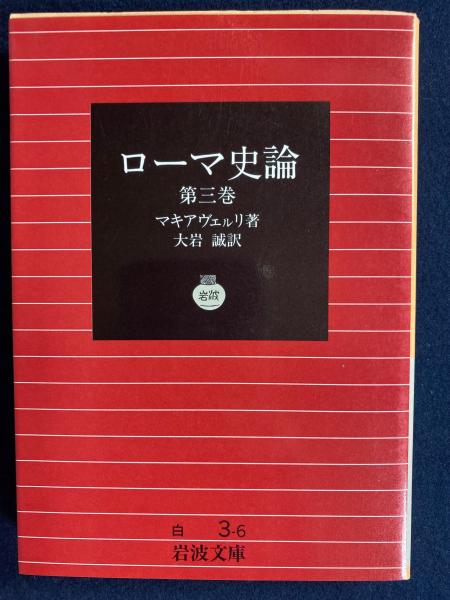 ローマ史論
第三巻
マキアヴェルリ著
大岩 誠訳
岩波
白 3-6
岩波文庫